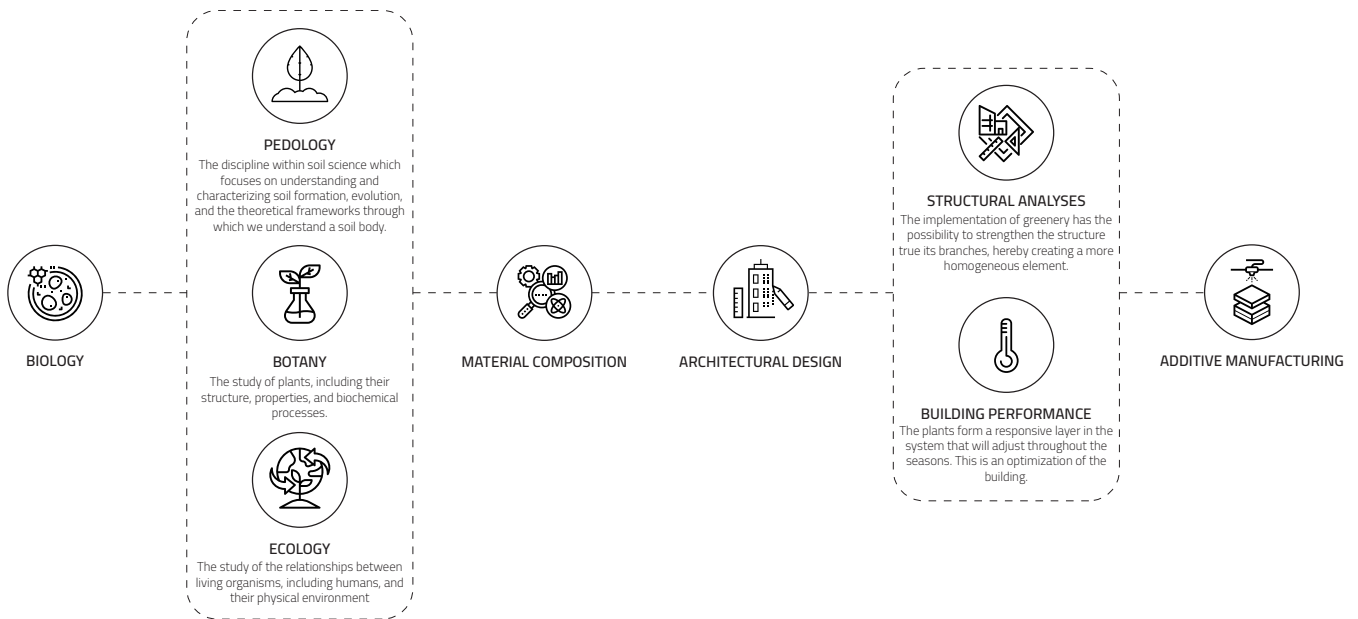 PEDOLOGY
The discipline within soil science which
focuses on understanding and
characterizing soil formation, evolution,
and the theoretical frameworks through
which we understand a soil body.
BIOLOGY
BOTANY
The study of plants, including their
structure, properties, and biochemical
processes.
ECOLOGY
The study of the relationships between
living organisms, including humans, and
their physical environment
MATERIAL COMPOSITION
ARCHITECTURAL DESIGN
STRUCTURAL ANALYSES
The implementation of greenery has the
possibility to strengthen the structure
true its branches, hereby creating a more
homogeneous element.
BUILDING PERFORMANCE
The plants form a responsive layer in the
system that will adjust throughout the
seasons. This is an optimization of the
building.
ADDITIVE MANUFACTURING